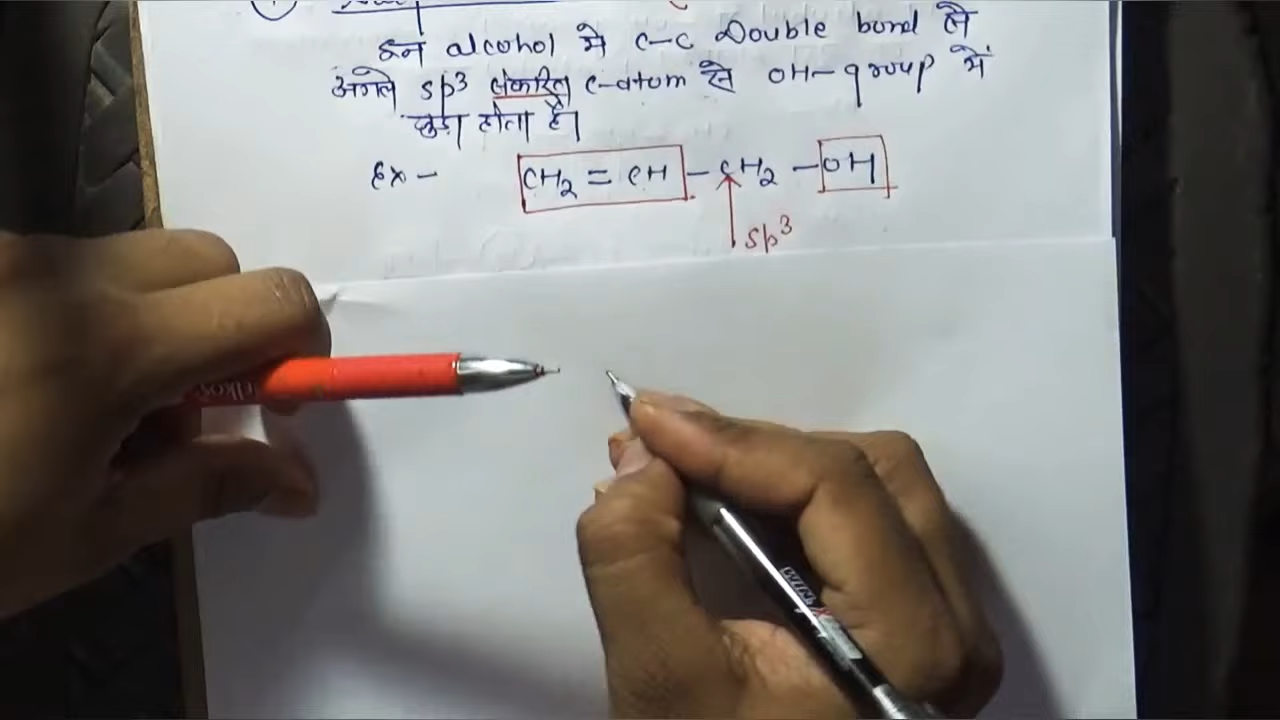 इन alcohol मे C-C Double bond से
अगले sp³ संकरित C-atom से OH-group में
जुड़ा होता है।
Ex - CH₂ = CH - CH₂ - OH
sp³